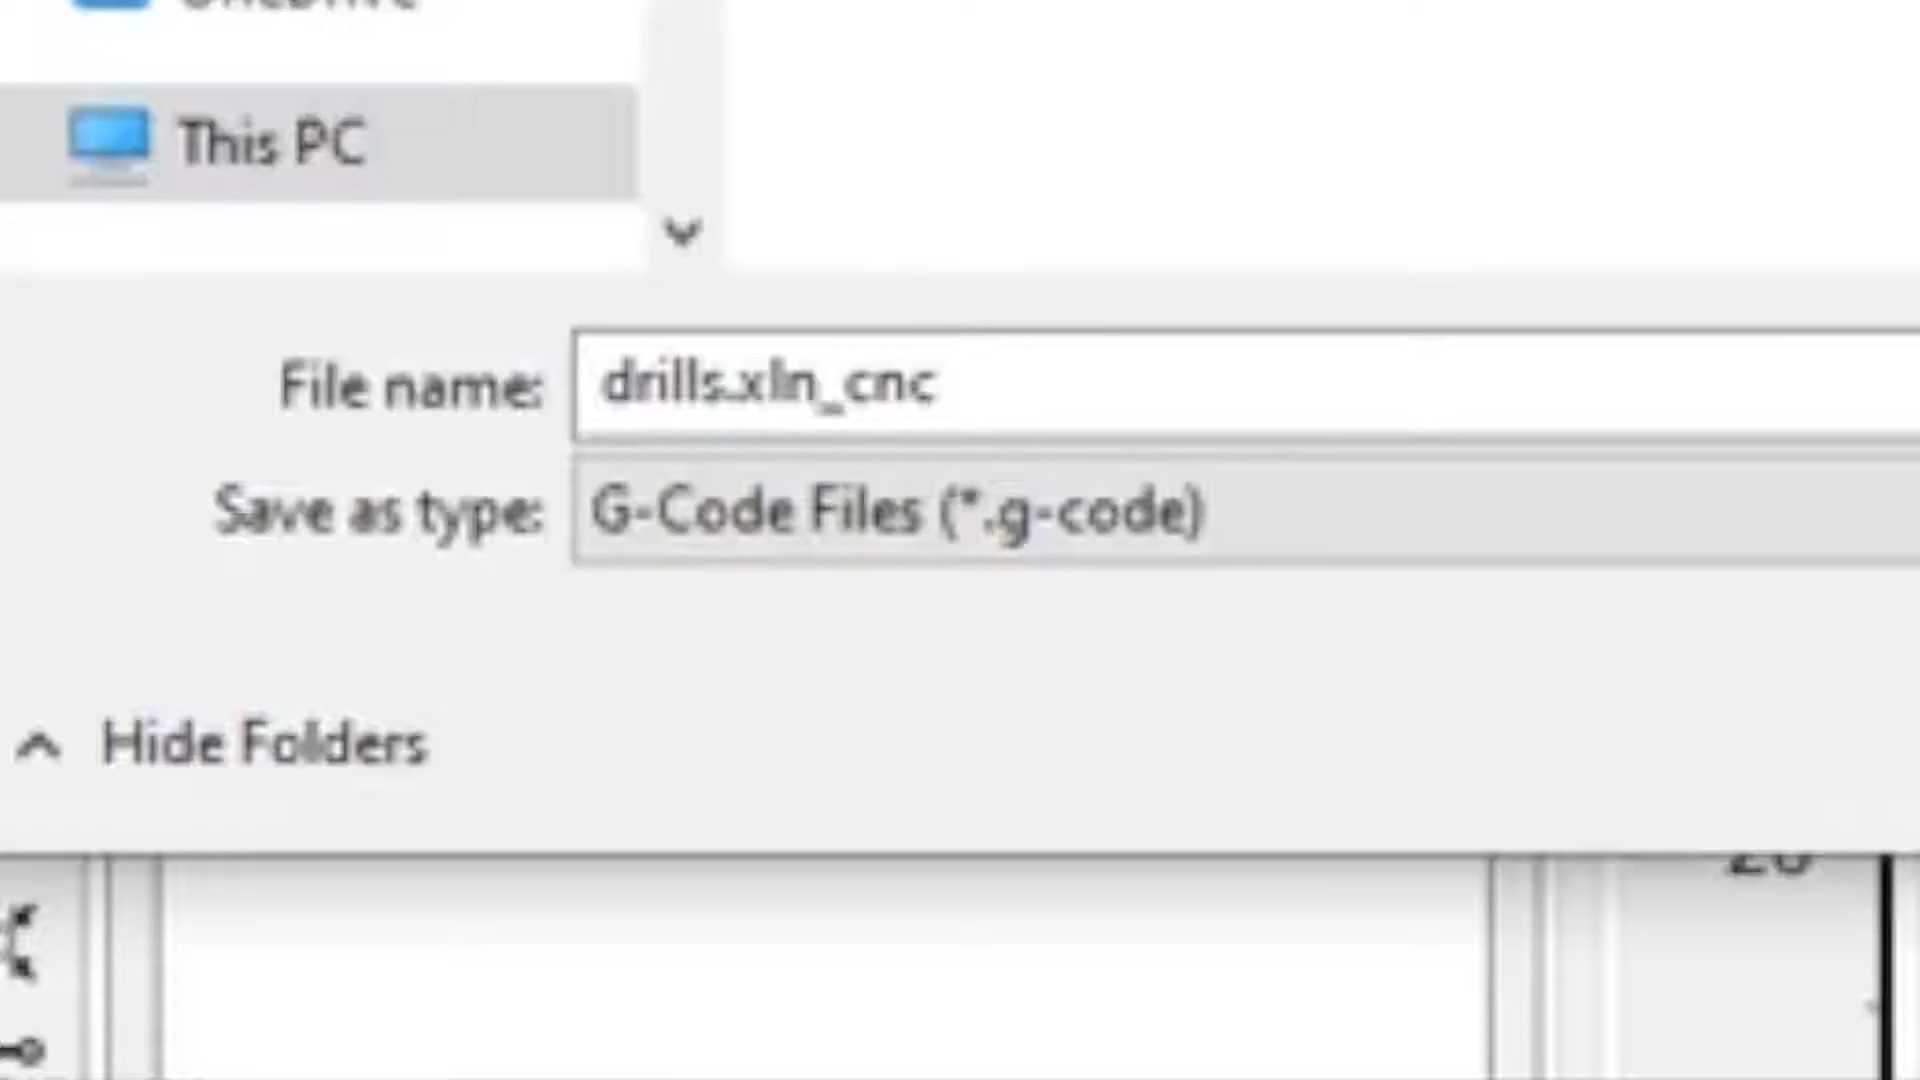 This PC
File name: drills.xln_cnc
Save as type: G-Code Files (*.g-code)
Hide Folders